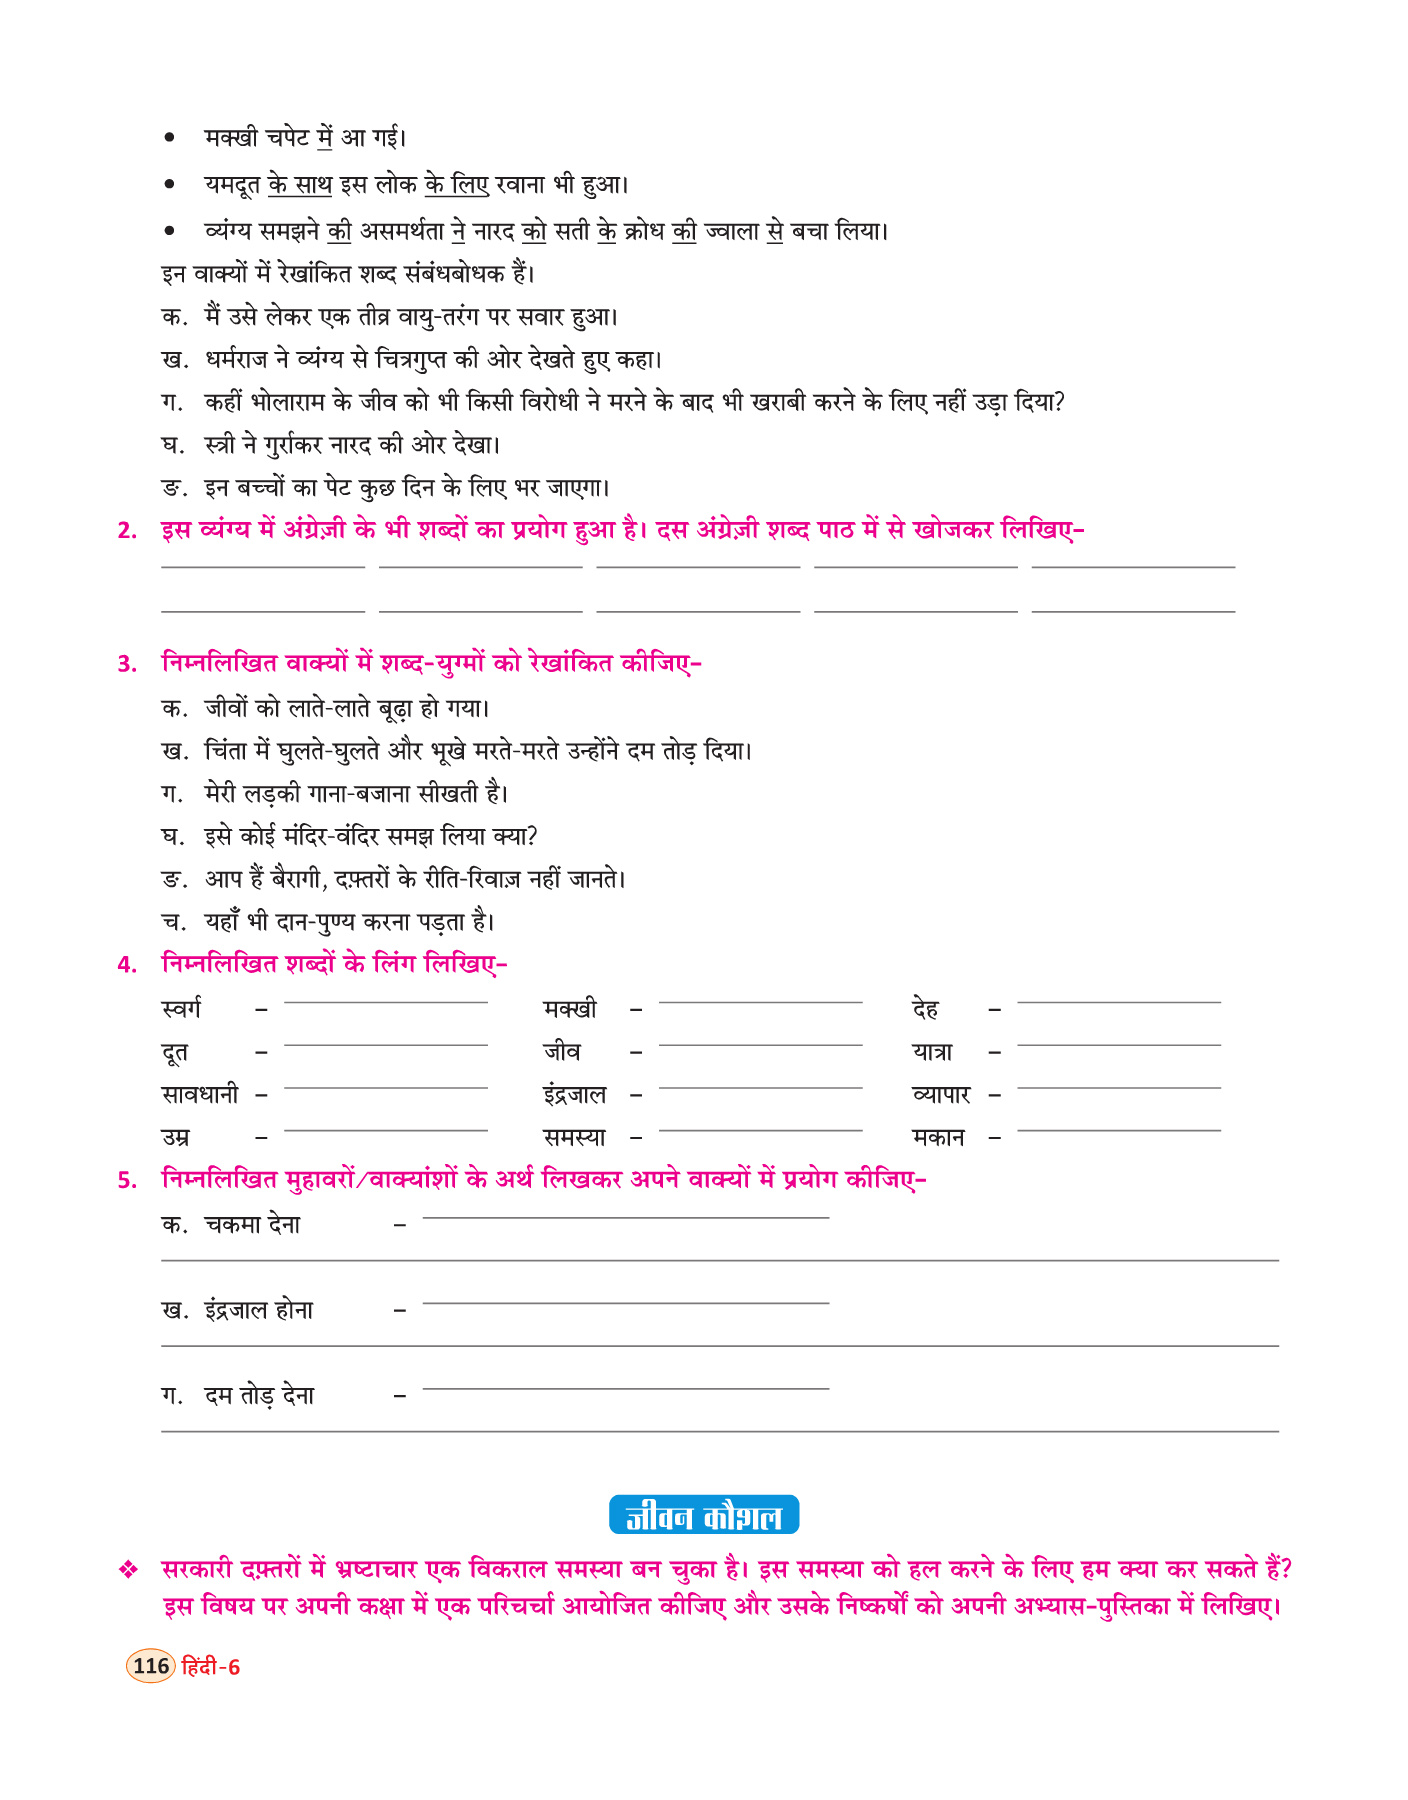 • मक्खी चपेट में आ गई।
• यमदूत के साथ इस लोक के लिए रवाना भी हुआ।
• व्यंग्य समझने की असमर्थता ने नारद को सती के क्रोध की ज्वाला से बचा लिया।
इन वाक्यों में रेखांकित शब्द संबंधबोधक हैं।
क. मैं उसे लेकर एक तीव्र वायु-तरंग पर सवार हुआ।
ख. धर्मराज ने व्यंग्य से चित्रगुप्त की ओर देखते हुए कहा।
ग. कहीं भोलाराम के जीव को भी किसी विरोधी ने मरने के बाद भी खराबी करने के लिए नहीं उड़ा दिया?
घ. स्त्री ने गुर्राकर नारद की ओर देखा।
ङ. इन बच्चों का पेट कुछ दिन के लिए भर जाएगा।
2. इस व्यंग्य में अंग्रेज़ी के भी शब्दों का प्रयोग हुआ है। दस अंग्रेज़ी शब्द पाठ में से खोजकर लिखिए–
3. निम्नलिखित वाक्यों में शब्द-युग्मों को रेखांकित कीजिए–
क. जीवों को लाते-लाते बूढ़ा हो गया।
ख. चिंता में घुलते-घुलते और भूखे मरते-मरते उन्होंने दम तोड़ दिया।
ग. मेरी लड़की गाना-बजाना सीखती है।
घ. इसे कोई मंदिर-वंदिर समझ लिया क्या?
ङ. आप हैं बैरागी, दफ़्तरों के रीति-रिवाज़ नहीं जानते।
च. यहाँ भी दान-पुण्य करना पड़ता है।
4. निम्नलिखित शब्दों के लिंग लिखिए–
स्वर्ग – मक्खी – देह –
दूत – जीव – यात्रा –
सावधानी – इंद्रजाल – व्यापार –
उम्र – समस्या – मकान –
5. निम्नलिखित मुहावरों/वाक्यांशों के अर्थ लिखकर अपने वाक्यों में प्रयोग कीजिए–
क. चकमा देना –
ख. इंद्रजाल होना –
ग. दम तोड़ देना –
जीवन कौशल
❖ सरकारी दफ़्तरों में भ्रष्टाचार एक विकराल समस्या बन चुका है। इस समस्या को हल करने के लिए हम क्या कर सकते हैं?
इस विषय पर अपनी कक्षा में एक परिचर्चा आयोजित कीजिए और उसके निष्कर्षों को अपनी अभ्यास-पुस्तिका में लिखिए।
116 हिंदी-6